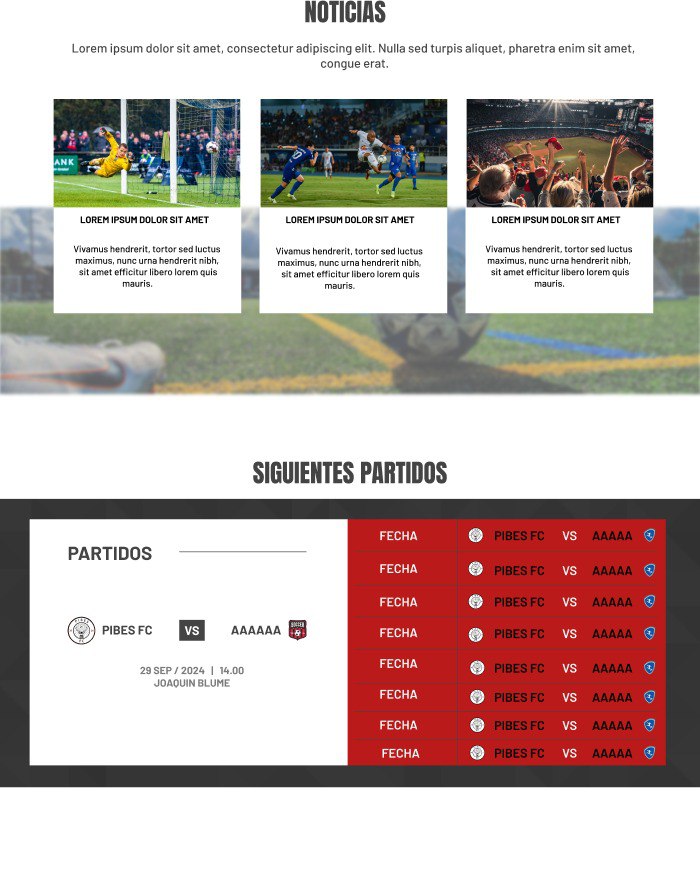 NOTICIAS
Lorem ipsum dolor sit amet, consectetur adipiscing elit. Nulla sed turpis aliquet, pharetra enim sit amet,
congue erat.
BANK
LOREM IPSUM DOLOR SIT AMET
Vivamus hendrerit, tortor sed luctus
maximus, nunc urna hendrerit nibh,
sit amet efficitur libero lorem quis
mauris.
LOREM IPSUM DOLOR SIT AMET
Vivamus hendrerit, tortor sed luctus
maximus, nunc urna hendrerit nibh,
sit amet efficitur libero lorem quis
mauris.
LOREM IPSUM DOLOR SIT AMET
Vivamus hendrerit, tortor sed luctus
maximus, nunc urna hendrerit nibh,
sit amet efficitur libero lorem quis
mauris.
SIGUIENTES PARTIDOS
PARTIDOS
PIBES FC VS AAAAAA SOCCER
29 SEP / 2024 | 14.00
JOAQUIN BLUME
FECHA PIBES FC VS AAAAA
FECHA PIBES FC VS AAAAA
FECHA PIBES FC VS AAAAA
FECHA PIBES FC VS AAAAA
FECHA PIBES FC VS AAAAA
FECHA PIBES FC VS AAAAA
FECHA PIBES FC VS AAAAA
FECHA PIBES FC VS AAAAA